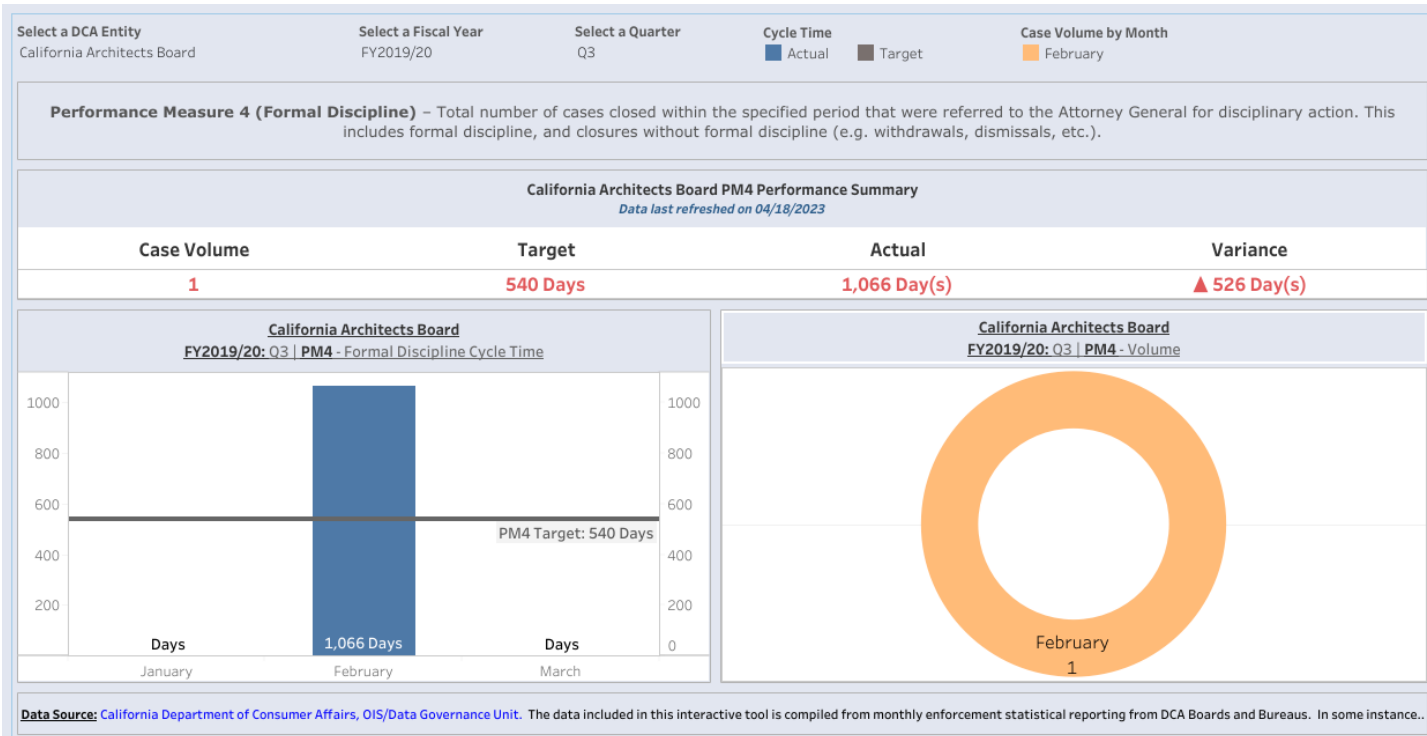 Select a DCA Entity
California Architects Board
Select a Fiscal Year
FY2019/20
Select a Quarter
Q3
Cycle Time
Actual
Target
Case Volume by Month
February
Performance Measure 4 (Formal Discipline) – Total number of cases closed within the specified period that were referred to the Attorney General for disciplinary action. This
includes formal discipline, and closures without formal discipline (e.g. withdrawals, dismissals, etc.).
California Architects Board PM4 Performance Summary
Data last refreshed on 04/18/2023
Case Volume Target Actual Variance
1 540 Days 1,066 Day(s) ▲ 526 Day(s)
California Architects Board
FY2019/20: Q3 | PM4 - Formal Discipline Cycle Time
1000
800
600
400
200
1000
800
600
400
200
0
PM4 Target: 540 Days
Days 1,066 Days Days
January February March
California Architects Board
FY2019/20: Q3 | PM4 - Volume
February
1
Data Source: California Department of Consumer Affairs, OIS/Data Governance Unit. The data included in this interactive tool is compiled from monthly enforcement statistical reporting from DCA Boards and Bureaus. In some instance..